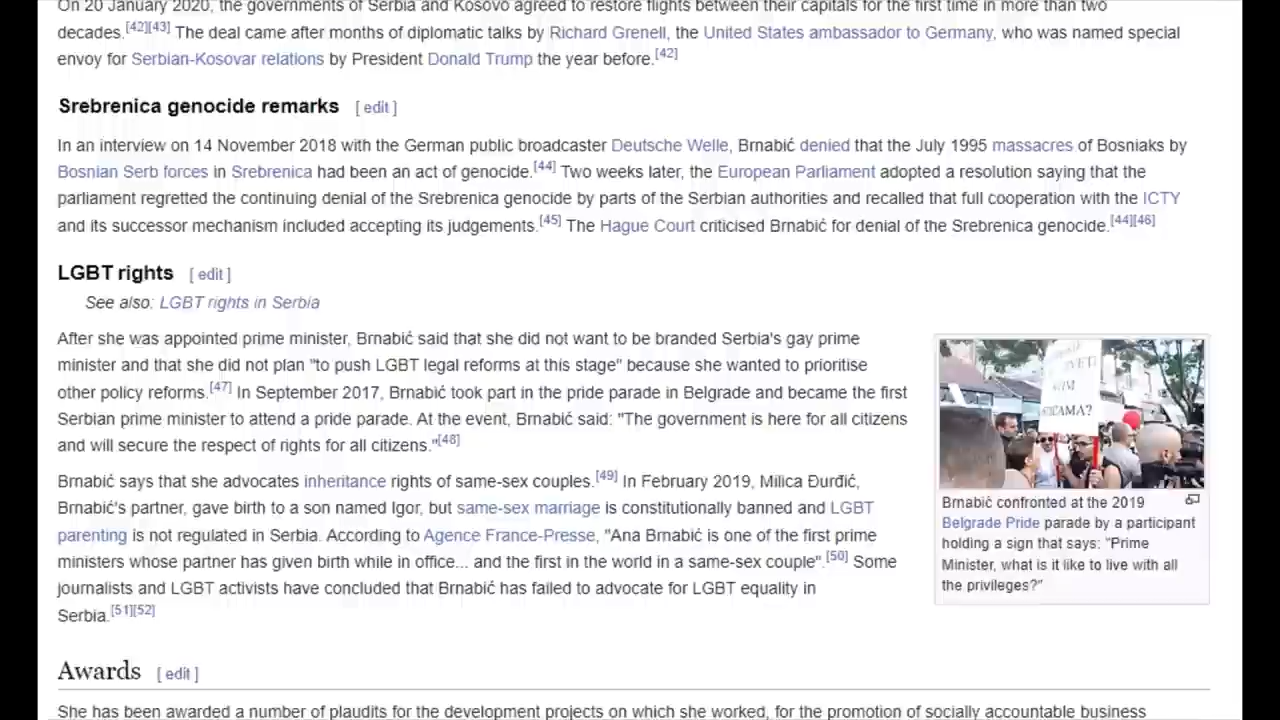 On 20 January 2020, the governments of Serbia and Kosovo agreed to restore flights between their capitals for the first time in more than two
decades.[42][43] The deal came after months of diplomatic talks by Richard Grenell, the United States ambassador to Germany, who was named special
envoy for Serbian-Kosovar relations by President Donald Trump the year before.[42]
Srebrenica genocide remarks [ edit ]
In an interview on 14 November 2018 with the German public broadcaster Deutsche Welle, Brnabić denied that the July 1995 massacres of Bosniaks by
Bosnian Serb forces in Srebrenica had been an act of genocide.[44] Two weeks later, the European Parliament adopted a resolution saying that the
parliament regretted the continuing denial of the Srebrenica genocide by parts of the Serbian authorities and recalled that full cooperation with the ICTY
and its successor mechanism included accepting its judgements.[45] The Hague Court criticised Brnabić for denial of the Srebrenica genocide.[44][46]
LGBT rights [ edit ]
See also: LGBT rights in Serbia
After she was appointed prime minister, Brnabić said that she did not want to be branded Serbia's gay prime
minister and that she did not plan "to push LGBT legal reforms at this stage" because she wanted to prioritise
other policy reforms.[47] In September 2017, Brnabić took part in the pride parade in Belgrade and became the first
Serbian prime minister to attend a pride parade. At the event, Brnabić said: "The government is here for all citizens
and will secure the respect of rights for all citizens."[48]
Brnabić says that she advocates inheritance rights of same-sex couples.[49] In February 2019, Milica Đurđić,
Brnabić's partner, gave birth to a son named Igor, but same-sex marriage is constitutionally banned and LGBT
parenting is not regulated in Serbia. According to Agence France-Presse, "Ana Brnabić is one of the first prime
ministers whose partner has given birth while in office... and the first in the world in a same-sex couple".[50] Some
journalists and LGBT activists have concluded that Brnabić has failed to advocate for LGBT equality in
Serbia.[51][52]
Brnabić confronted at the 2019
Belgrade Pride parade by a participant
holding a sign that says: "Prime
Minister, what is it like to live with all
the privileges?"
Awards [ edit ]
She has been awarded a number of plaudits for the development projects on which she worked, for the promotion of socially accountable business